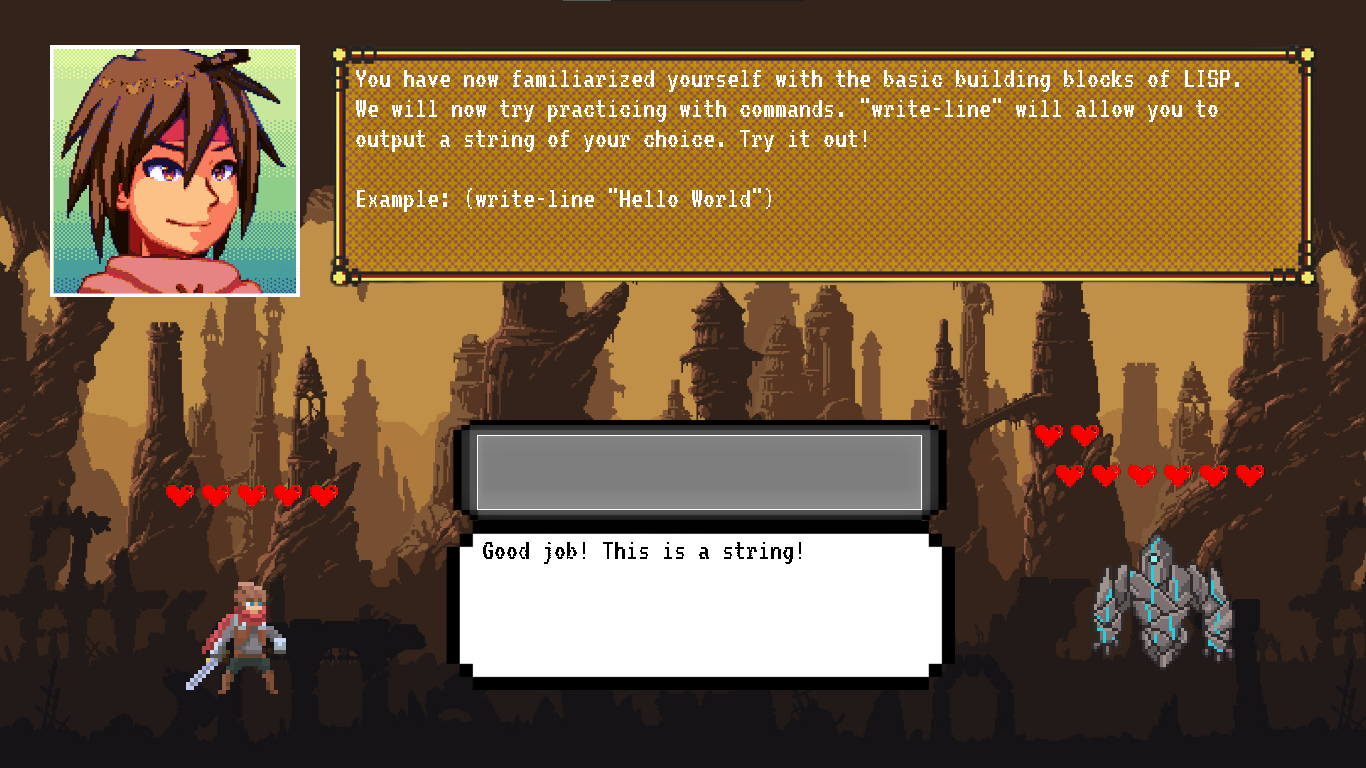 You have now familiarized yourself with the basic building blocks of LISP.
We will now try practicing with commands. "write-line" will allow you to
output a string of your choice. Try it out!
Example: (write-line "Hello World")
Good job! This is a string!